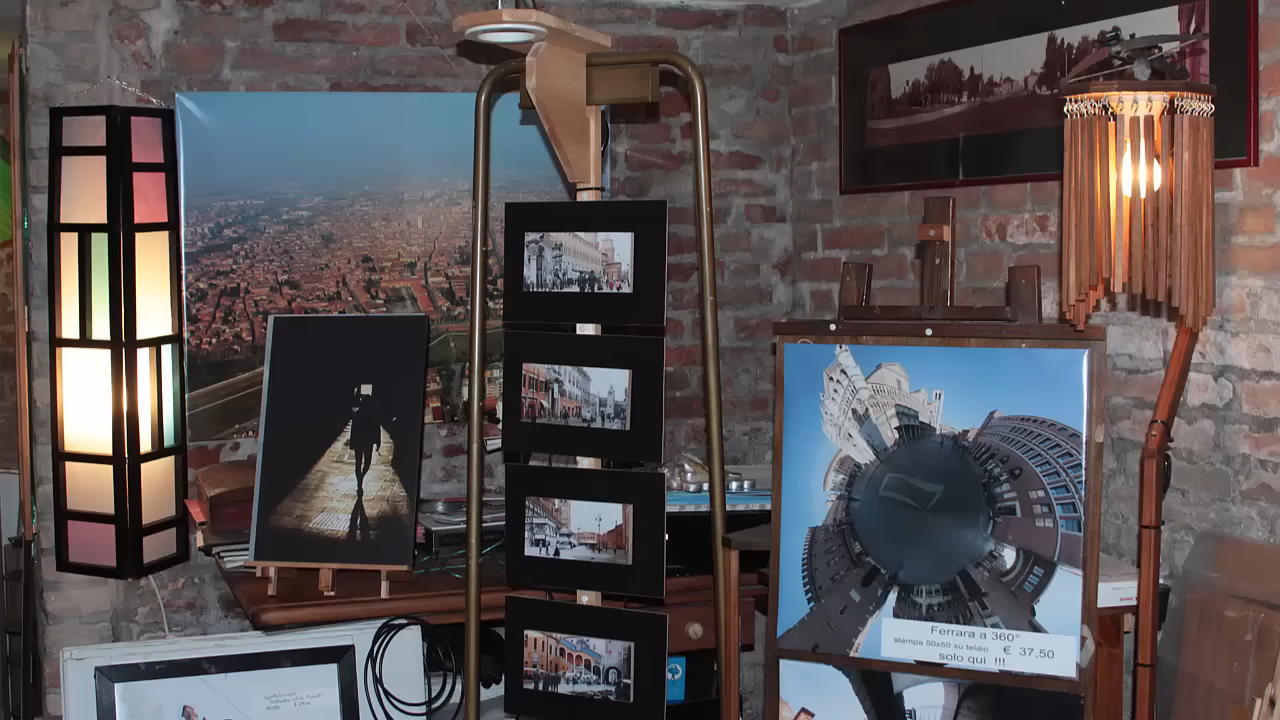 Ferrara a 360°
stampa 50x50 su telaio € 37,50
solo qui !!!